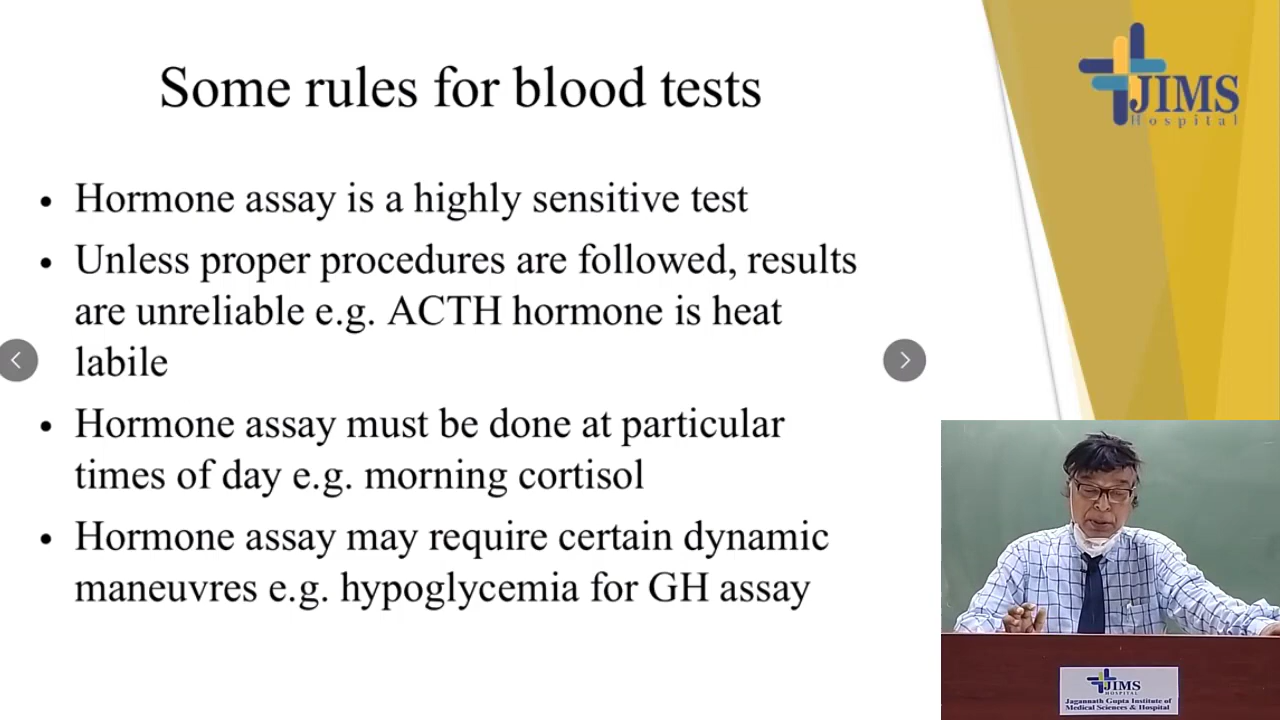 Some rules for blood tests
JIMS
Hospital
• Hormone assay is a highly sensitive test
• Unless proper procedures are followed, results
are unreliable e.g. ACTH hormone is heat
labile
• Hormone assay must be done at particular
times of day e.g. morning cortisol
• Hormone assay may require certain dynamic
maneuvres e.g. hypoglycemia for GH assay
JIMS
HOSPITAL
Jagannath Gupta Institute of
Medical Sciences & Hospital